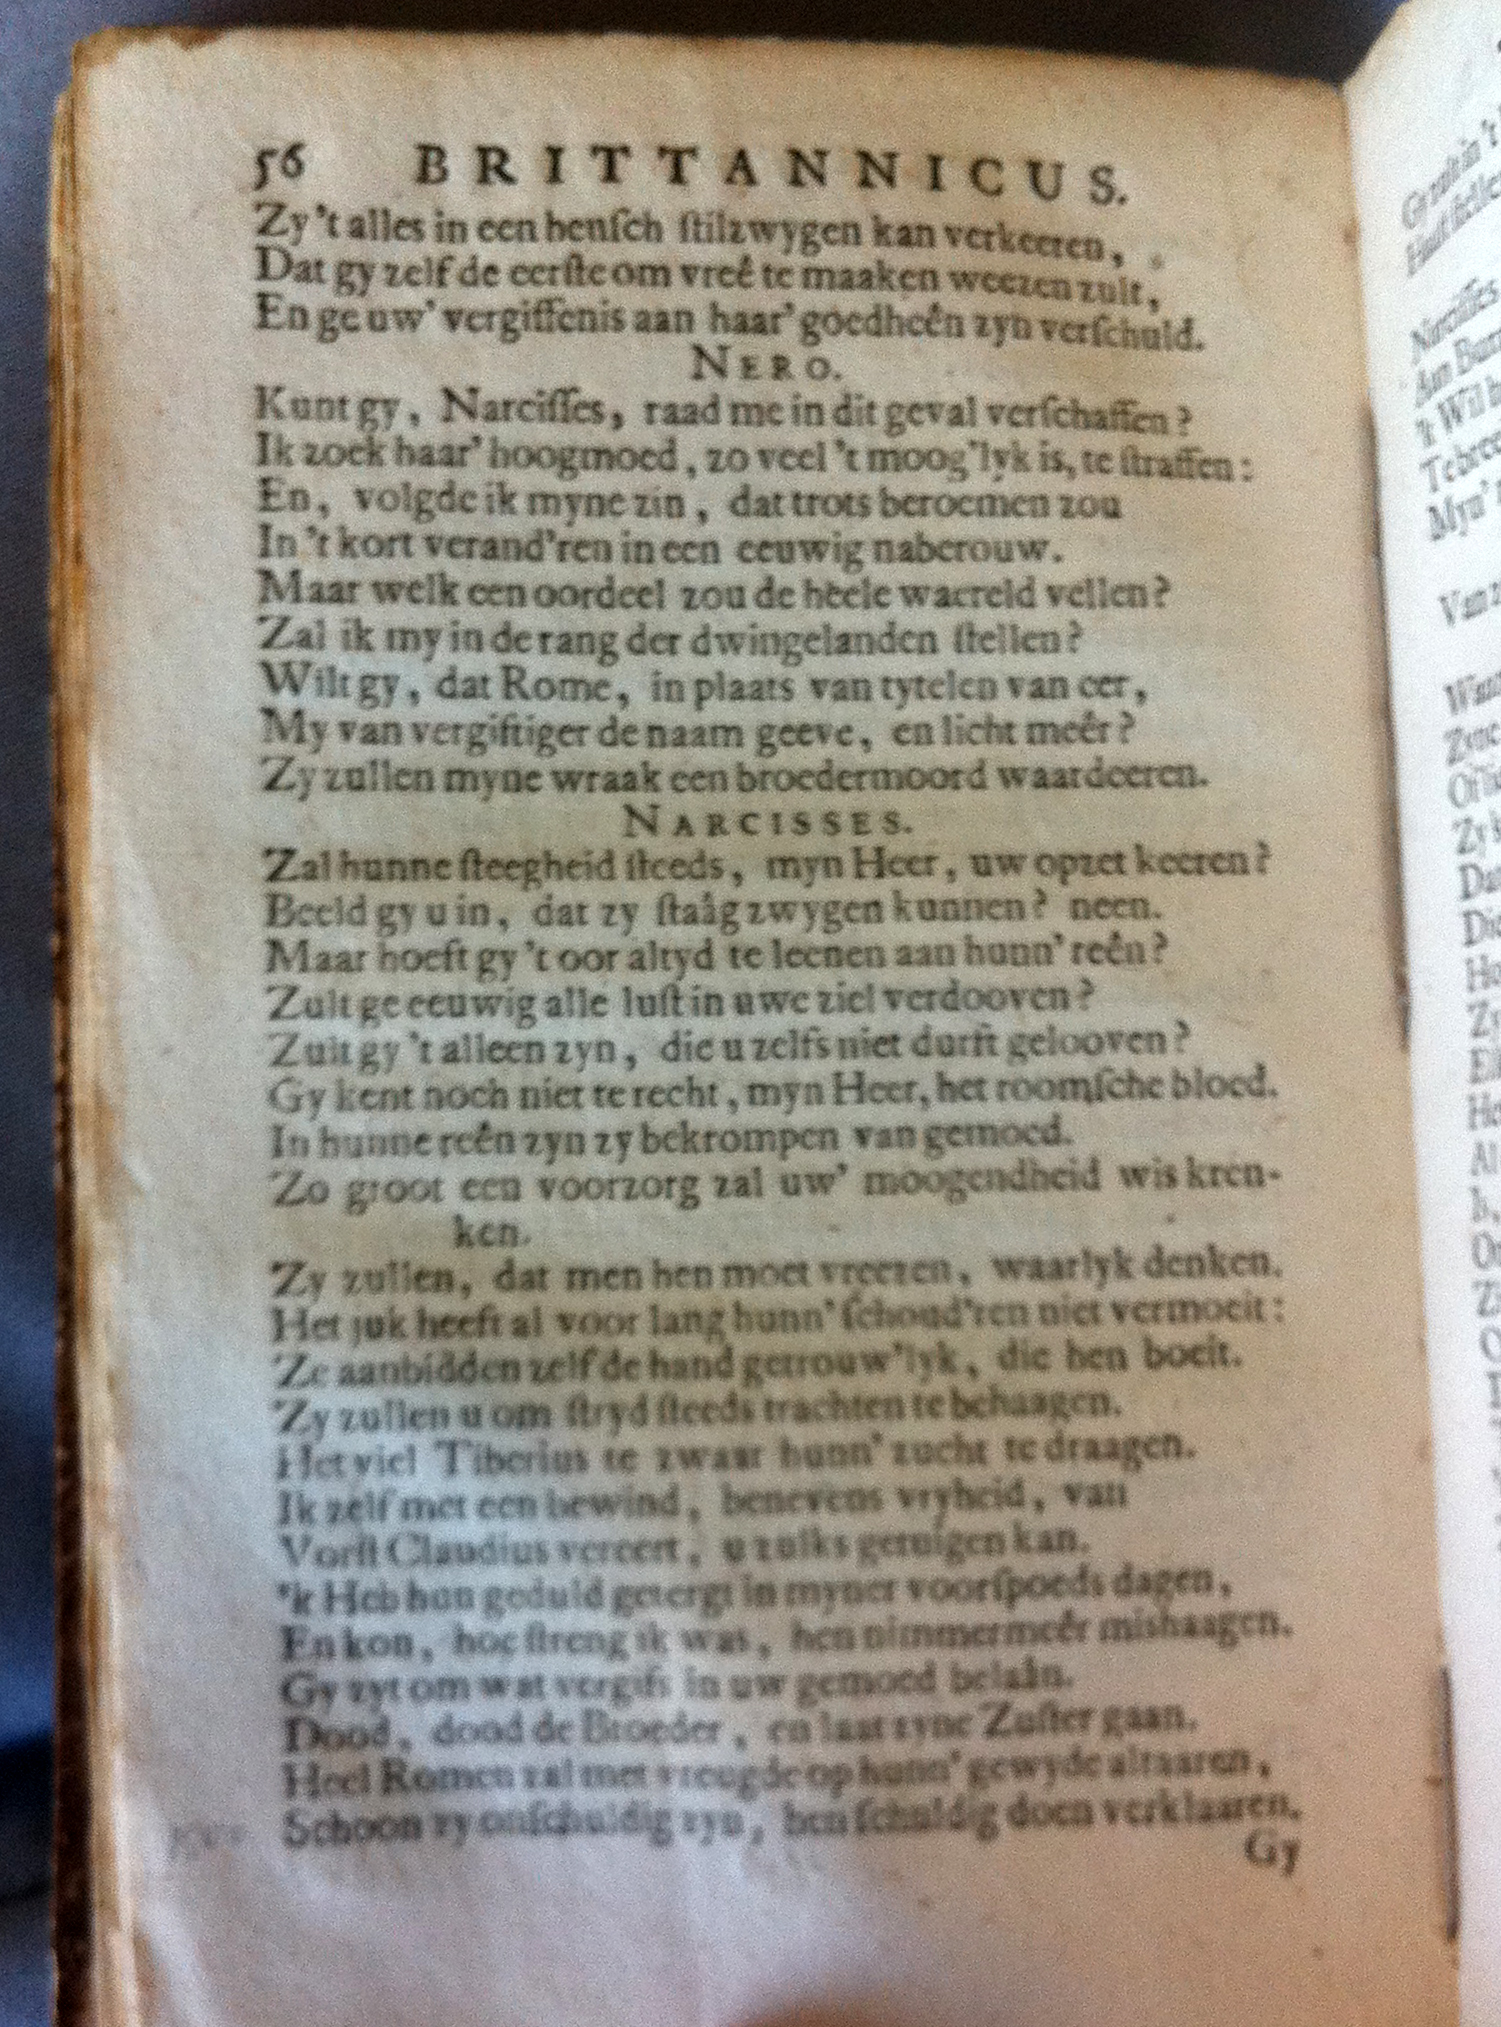 56 BRITTANNICUS.
Zy 't alles in een heuſch ſtilzwygen kan verkeeren,
Dat gy zelf de eerſte om vreê te maaken weezen zult,
En ge uw' vergiffenis aan haar' goedheên zyn verſchuld.
NERO.
Kunt gy, Narciſſes, raad me in dit geval verſchaffen?
Ik zoek haar' hoogmoed, zo veel 't moog'lyk is, te ſtraffen:
En, volgde ik myne zin, dat trots beroemen zou
In 't kort verand'ren in een eeuwig naberouw.
Maar welk een oordeel zou de heele waereld vellen?
Zal ik my in de rang der dwingelanden ſtellen?
Wilt gy, dat Rome, in plaats van tytelen van eer,
My van vergiftiger de naam geeve, en licht meêr?
Zy zullen myne wraak een broedermoord waardeeren.
NARCISSES.
Zal hunne ſteegheid ſteeds, myn Heer, uw opzet keeren?
Beeld gy u in, dat zy ſtaâg zwygen kunnen? neen.
Maar hoeft gy 't oor altyd te leenen aan hunn' reên?
Zult ge eeuwig alle luſt in uwe ziel verdooven?
Zult gy 't alleen zyn, die u zelfs niet durft gelooven?
Gy kent noch niet te recht, myn Heer, het roomſche bloed.
In hunne reên zyn zy bekrompen van gemoed.
Zo groot een voorzorg zal uw' moogendheid wis kren-
ken.
Zy zullen, dat men hen moet vreezen, waarlyk denken.
Het juk heeft al voor lang hunn' ſchoud'ren niet vermoeit:
Ze aanbidden zelf de hand getrouw'lyk, die hen boeit.
Zy zullen u om ſtryd ſteeds trachten te behaagen.
Het viel Tiberius te zwaar hunn' zucht te draagen.
Ik zelf met een bewind, benevens vryheid, van
Vorſt Claudius vereert, u zulks getuigen kan.
'k Heb hun geduld getergt in myner voorſpoeds dagen,
En kon, hoe ſtreng ik was, hen nimmermeêr mishaagen.
Gy zyt om wat vergifs in uw gemoed belaân.
Dood, dood de Broeder, en laat zyne Zuſter gaan.
Heel Romen zal met vreugde op hunn' gewyde altaaren,
Schoon zy onſchuldig zyn, hen ſchuldig doen verklaaren.
Gy